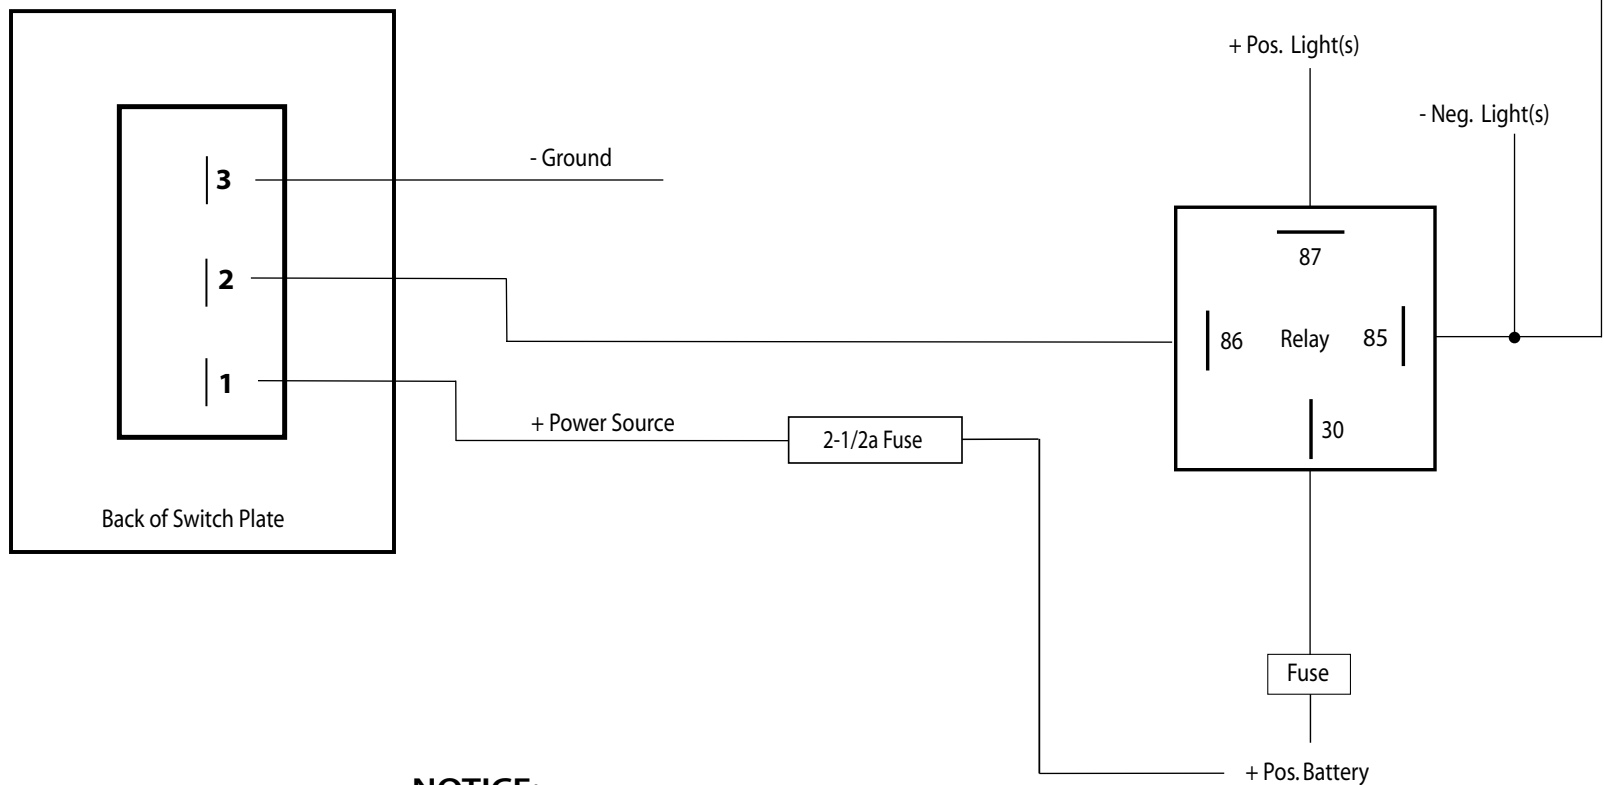 + Pos. Light(s)
- Neg. Light(s)
- Ground
3
2
1
87
86
Relay
85
30
+ Power Source
2-1/2a Fuse
Back of Switch Plate
Fuse
+ Pos. Battery
NOTICE: